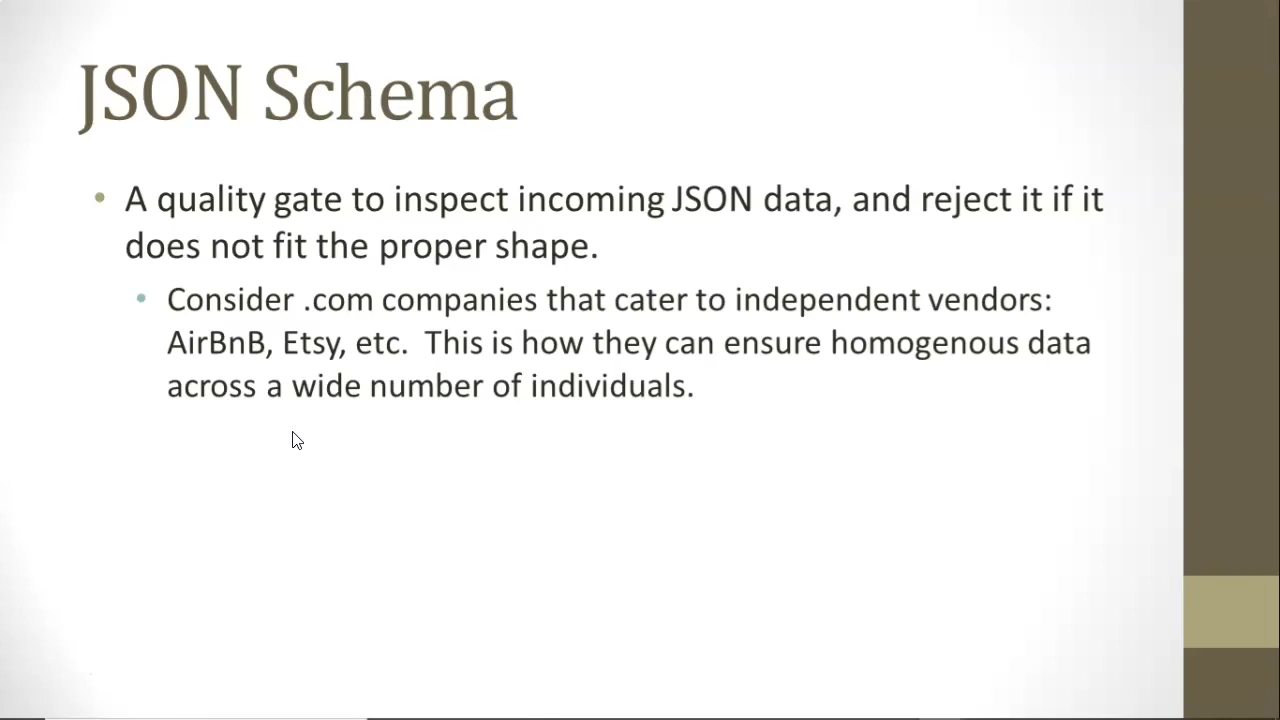 JSON Schema
• A quality gate to inspect incoming JSON data, and reject it if it
does not fit the proper shape.
• Consider .com companies that cater to independent vendors:
AirBnB, Etsy, etc.  This is how they can ensure homogenous data
across a wide number of individuals.